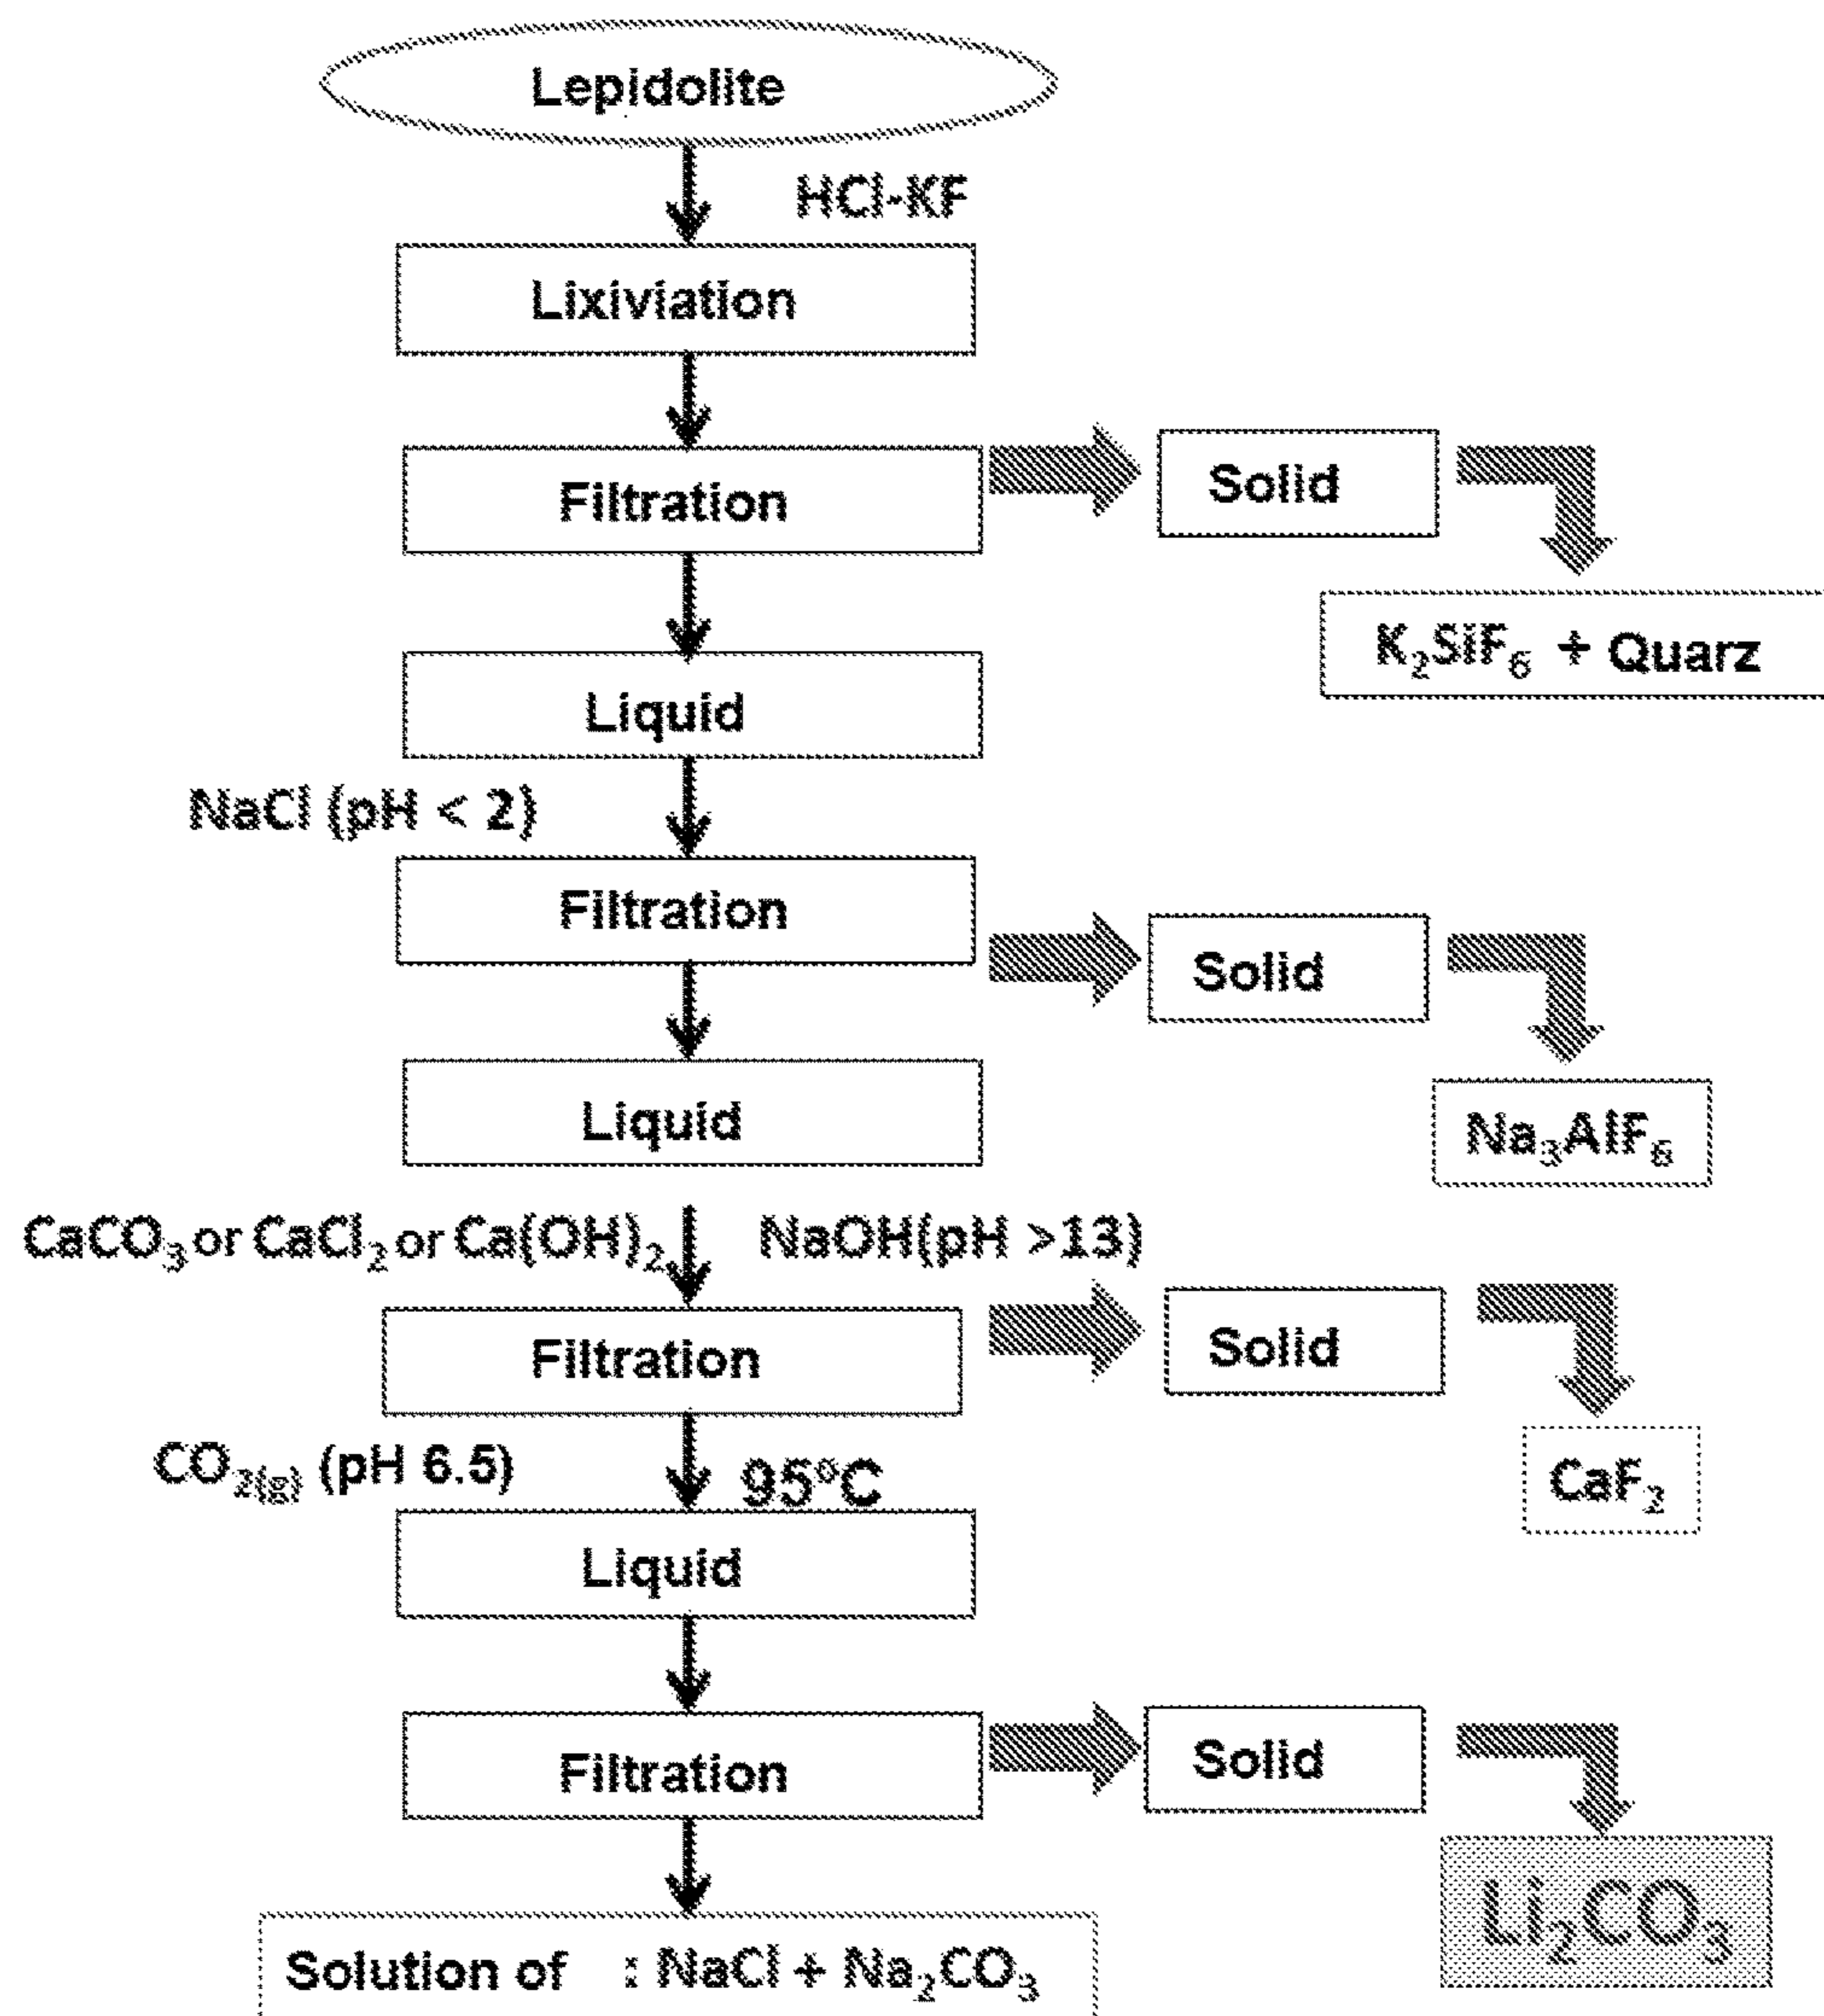 Lepidolite
HCl-KF
Lixiviation
Filtration
Solid
K₂SiF₆ + Quarz
Liquid
NaCl (pH < 2)
Filtration
Solid
Liquid
Na₃AlF₆
CaCO₃ or CaCl₂ or Ca(OH)₂
NaOH(pH >13)
Filtration
Solid
CO₂₍g₎ (pH 6.5)
95ºC
CaF₂
Liquid
Filtration
Solid
Li₂CO₃
Solution of : NaCl + Na₂CO₃